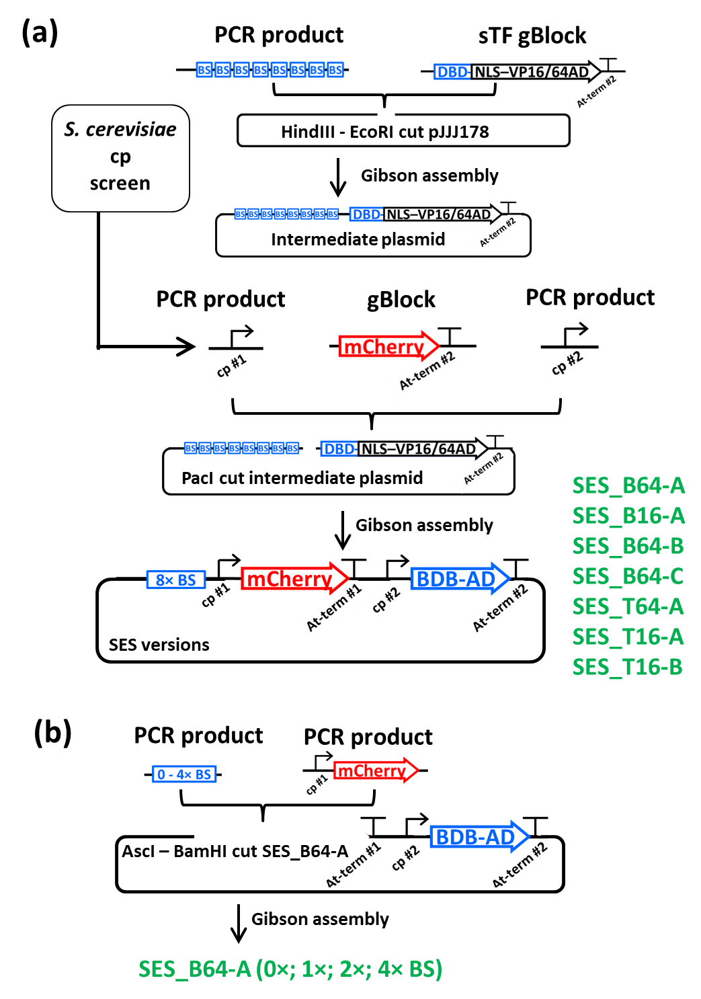 (a)
PCR product
sTF gBlock
BS BS BS BS BS BS BS BS
DBD-NLS–VP16/64AD
At-term #2
S. cerevisiae
cp
screen
HindIII - EcoRI cut pJJJ178
Gibson assembly
BS BS BS BS BS BS BS BS
DBD-NLS–VP16/64AD
At-term #2
Intermediate plasmid
PCR product
gBlock
PCR product
cp #1
mCherry
At-term #2
cp #2
BS BS BS BS BS BS BS BS
DBD-NLS–VP16/64AD
At-term #2
PacI cut intermediate plasmid
Gibson assembly
8× BS
cp #1
mCherry
At-term #1
cp #2
BDB-AD
At-term #2
SES versions
SES_B64-A
SES_B16-A
SES_B64-B
SES_B64-C
SES_T64-A
SES_T16-A
SES_T16-B
(b)
PCR product
PCR product
0 - 4× BS
cp #1
mCherry
AscI – BamHI cut SES_B64-A
At-term #1
cp #2
BDB-AD
At-term #2
Gibson assembly
SES_B64-A (0×; 1×; 2×; 4× BS)